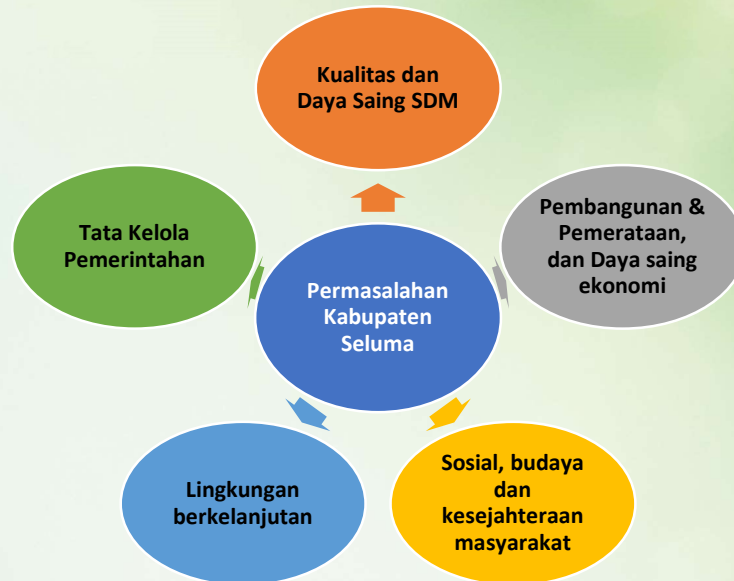 Kualitas dan
Daya Saing SDM
Tata Kelola
Pemerintahan
Pembangunan &
Pemerataan,
dan Daya saing
ekonomi
Permasalahan
Kabupaten
Seluma
Lingkungan
berkelanjutan
Sosial, budaya
dan
kesejahteraan
masyarakat